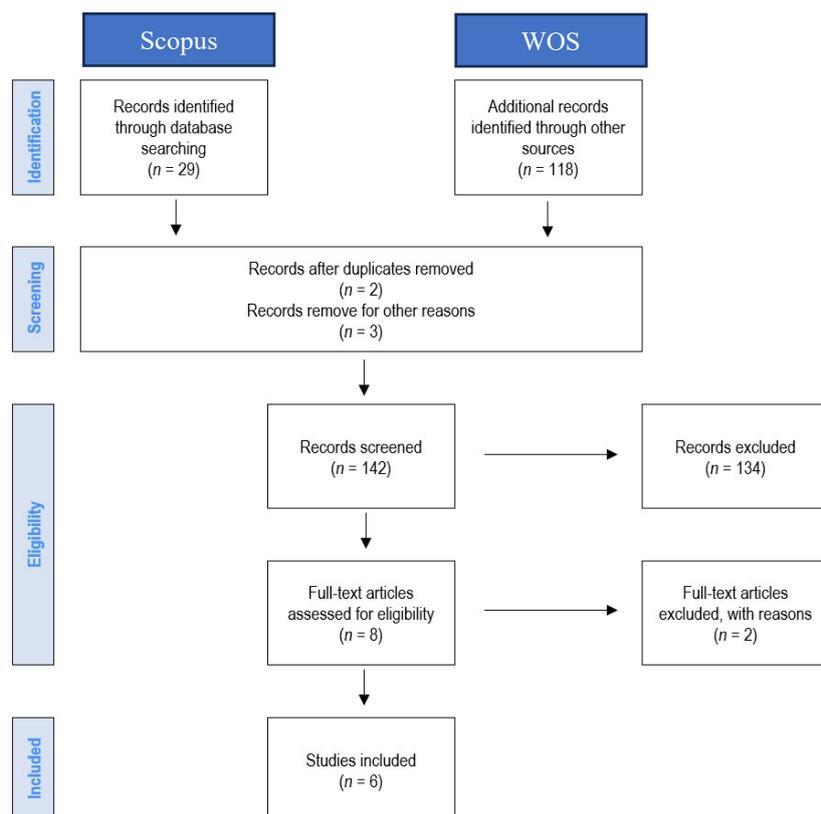 Scopus
WOS
Identification
Records identified
through database
searching
(n = 29)
Additional records
identified through other
sources
(n = 118)
Screening
Records after duplicates removed
(n = 2)
Records remove for other reasons
(n = 3)
Eligibility
Records screened
(n = 142)
Records excluded
(n = 134)
Full-text articles
assessed for eligibility
(n = 8)
Full-text articles
excluded, with reasons
(n = 2)
Included
Studies included
(n = 6)